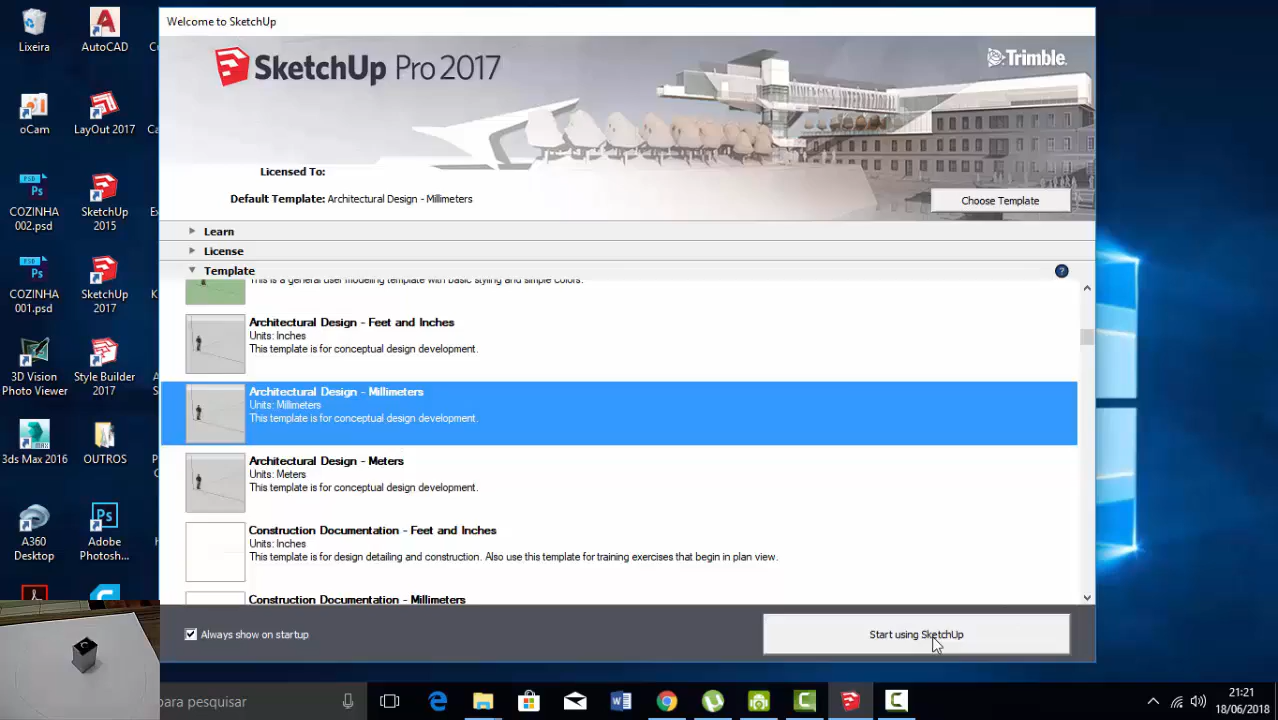 Welcome to SketchUp
SketchUp Pro 2017
Trimble.
Licensed To:
Default Template: Architectural Design - Millimeters
Choose Template
Learn
License
Template
?
This is a general user modeling template with basic styling and simple colors.
Architectural Design - Feet and Inches
Units: Inches
This template is for conceptual design development.
Architectural Design - Millimeters
Units: Millimeters
This template is for conceptual design development.
Architectural Design - Meters
Units: Meters
This template is for conceptual design development.
Construction Documentation - Feet and Inches
Units: Inches
This template is for design detailing and construction. Also use this template for training exercises that begin in plan view.
Construction Documentation - Millimeters
Always show on startup
Start using SketchUp
Lixeira
AutoCAD
oCam
LayOut 2017
PSD
Ps
COZINHA
002.psd
SketchUp
2015
PSD
Ps
COZINHA
001.psd
SketchUp
2017
3D Vision
Photo Viewer
Style Builder
2017
3ds Max 2016
OUTROS
A360
Desktop
Ps
Adobe
Photosh...
para pesquisar
21:21
18/06/2018